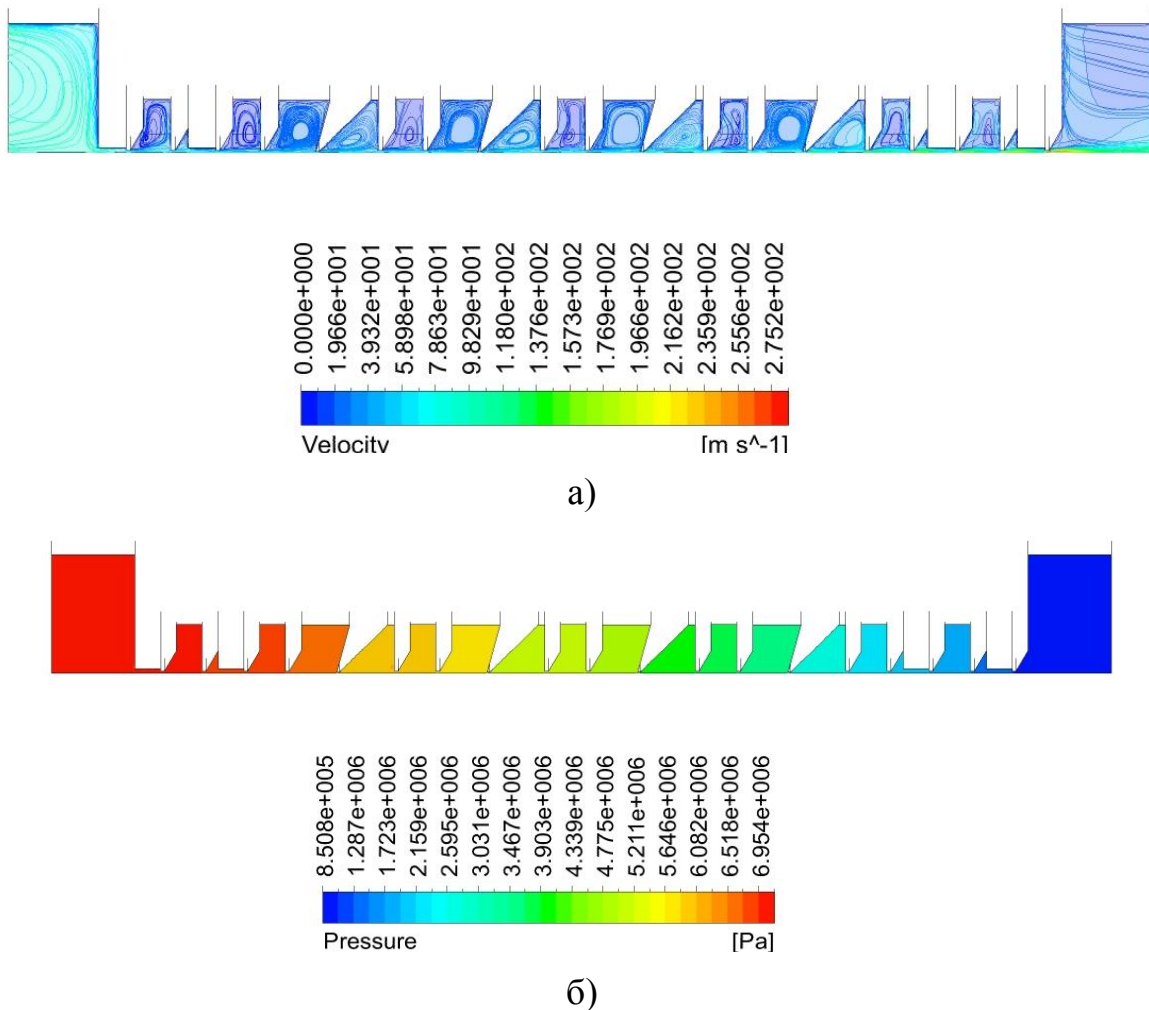 0.000e+000
1.966e+001
3.932e+001
5.898e+001
7.863e+001
9.829e+001
1.180e+002
1.376e+002
1.573e+002
1.769e+002
1.966e+002
2.162e+002
2.359e+002
2.556e+002
2.752e+002
Velocity
[m s^-1]
а)
8.508e+005
1.287e+006
1.723e+006
2.159e+006
2.595e+006
3.031e+006
3.467e+006
3.903e+006
4.339e+006
4.775e+006
5.211e+006
5.646e+006
6.082e+006
6.518e+006
6.954e+006
Pressure
[Pa]
б)